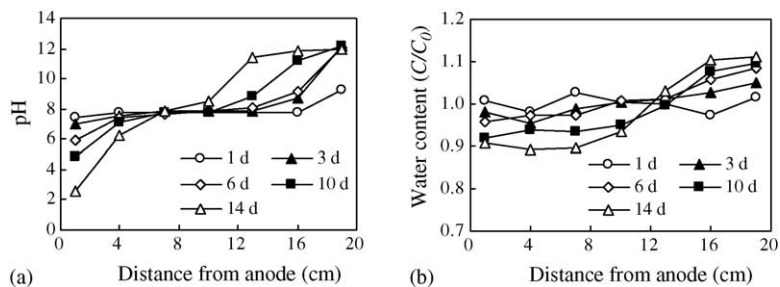 14
12
10
8
6
4
2
0
pH
0 4 8 12 16 20
Distance from anode (cm)
1 d 3 d
6 d 10 d
14 d
(a)
1.2
1.1
1.0
0.9
0.8
0.7
Water content (C/C0)
0 4 8 12 16 20
Distance from anode (cm)
1 d 3 d
6 d 10 d
14 d
(b)